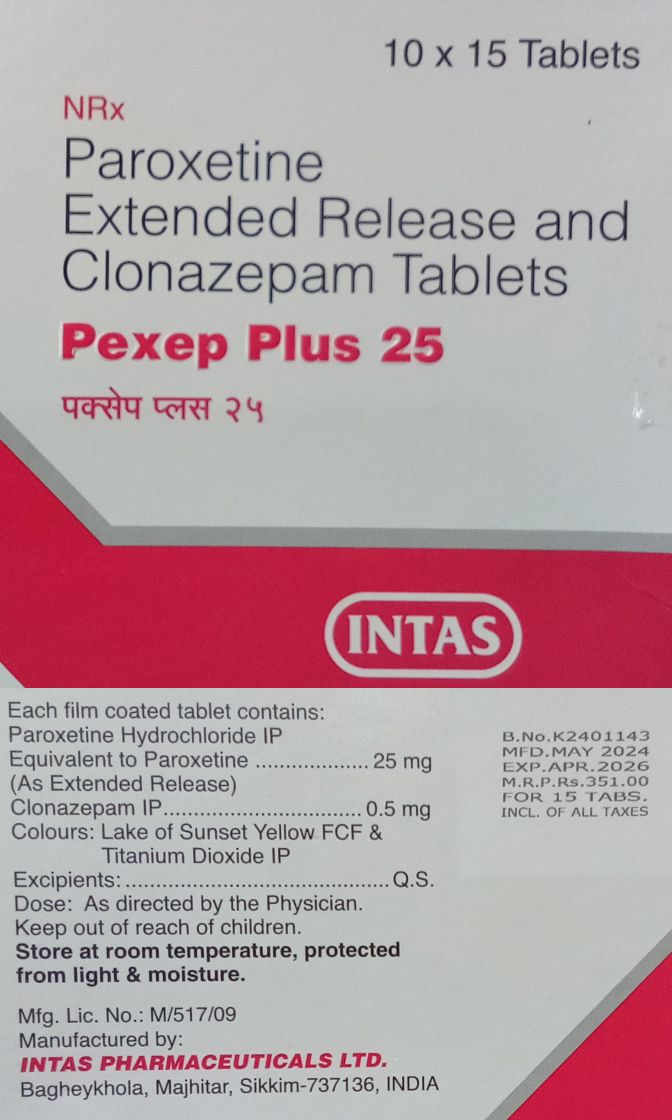 10 x 15 Tablets
NRx
Paroxetine
Extended Release and
Clonazepam Tablets
Pexep Plus 25
पक्सेप प्लस २५
INTAS
Each film coated tablet contains:
Paroxetine Hydrochloride IP
Equivalent to Paroxetine ................... 25 mg
(As Extended Release)
Clonazepam IP................................. 0.5 mg
Colours: Lake of Sunset Yellow FCF &
Titanium Dioxide IP
Excipients:............................................ Q.S.
Dose: As directed by the Physician.
Keep out of reach of children.
Store at room temperature, protected
from light & moisture.
Mfg. Lic. No.: M/517/09
Manufactured by:
INTAS PHARMACEUTICALS LTD.
Bagheykhola, Majhitar, Sikkim-737136, INDIA
B.No.K2401143
MFD.MAY 2024
EXP.APR.2026
M.R.P.Rs.351.00
FOR 15 TABS.
INCL. OF ALL TAXES